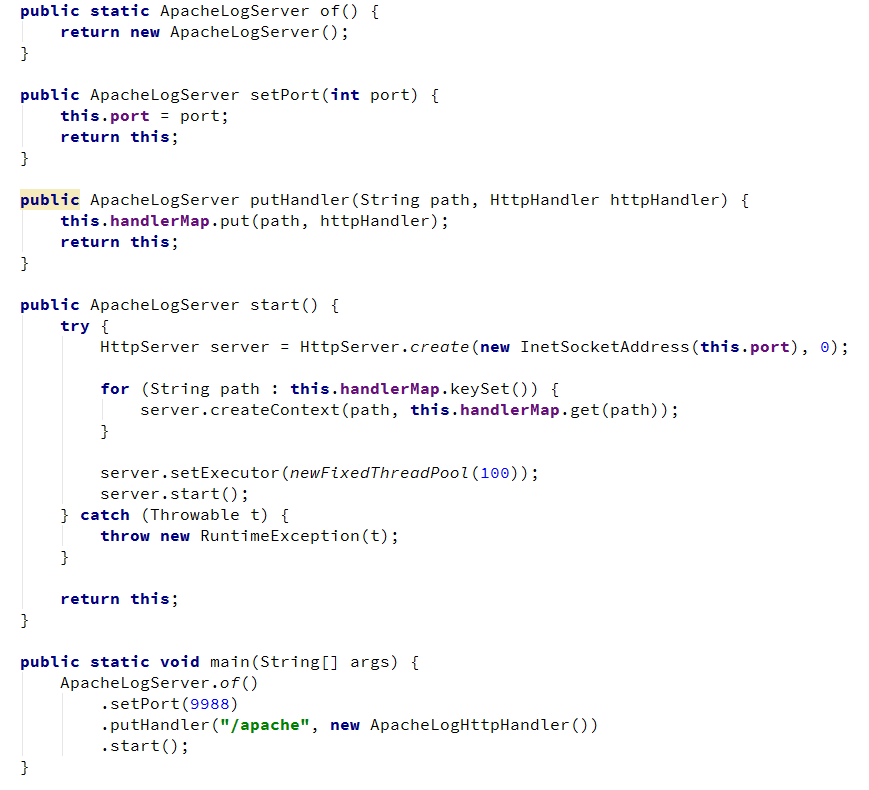 public static ApacheLogServer of() {
    return new ApacheLogServer();
}

public ApacheLogServer setPort(int port) {
    this.port = port;
    return this;
}

public ApacheLogServer putHandler(String path, HttpHandler httpHandler) {
    this.handlerMap.put(path, httpHandler);
    return this;
}

public ApacheLogServer start() {
    try {
        HttpServer server = HttpServer.create(new InetSocketAddress(this.port), 0);

        for (String path : this.handlerMap.keySet()) {
            server.createContext(path, this.handlerMap.get(path));
        }

        server.setExecutor(newFixedThreadPool(100));
        server.start();
    } catch (Throwable t) {
        throw new RuntimeException(t);
    }

    return this;
}

public static void main(String[] args) {
    ApacheLogServer.of()
        .setPort(9988)
        .putHandler("/apache", new ApacheLogHttpHandler())
        .start();
}